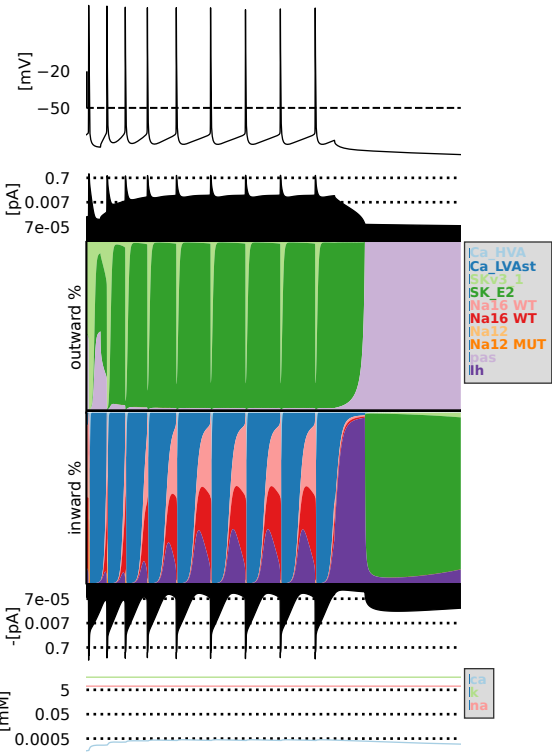 [mV]
−20
−50
[pA]
0.7
0.007
7e-05
outward %
Ca_HVA
Ca_LVAst
SKv3_1
SK_E2
Na16 WT
Na16 WT
Na12
Na12 MUT
pas
Ih
inward %
-[pA]
7e-05
0.007
0.7
[mM]
5
0.05
0.0005
ca
k
na